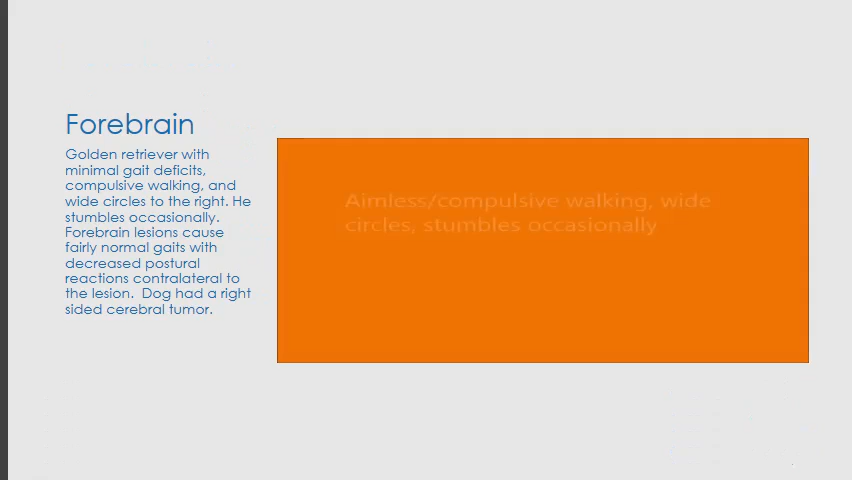 Forebrain
Golden retriever with
minimal gait deficits,
compulsive walking, and
wide circles to the right. He
stumbles occasionally.
Forebrain lesions cause
fairly normal gaits with
decreased postural
reactions contralateral to
the lesion. Dog had a right
sided cerebral tumor.
Aimless/compulsive walking, wide
circles, stumbles occasionally